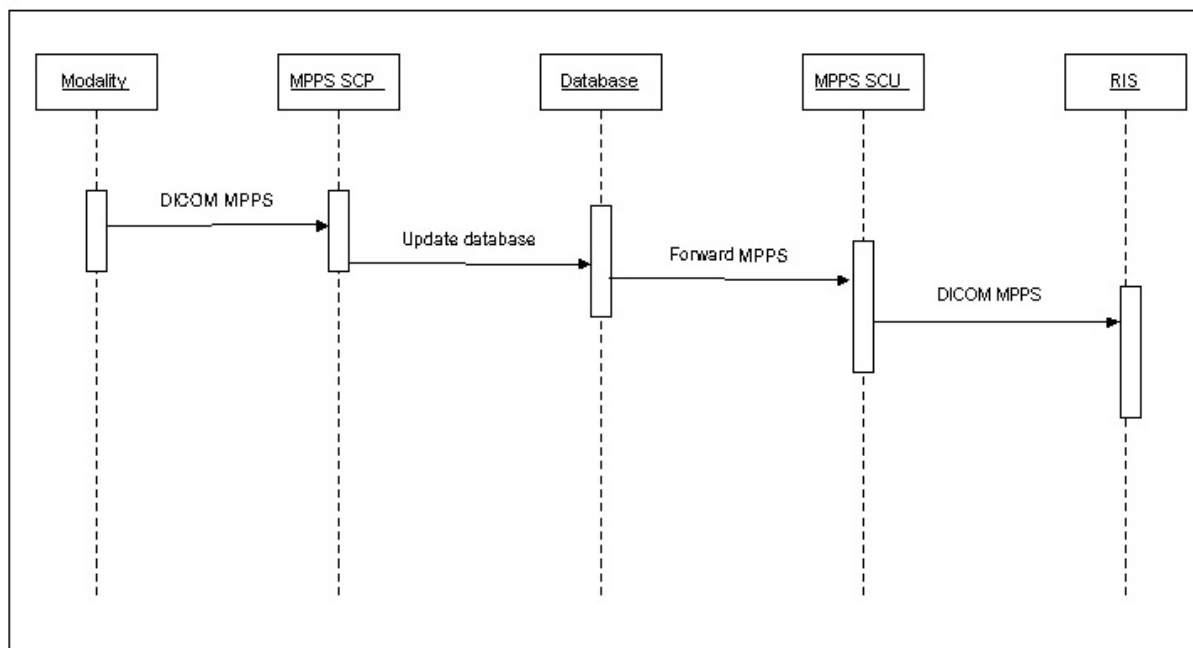 Modality
MPPS SCP
Database
MPPS SCU
RIS
DICOM MPPS
Update database
Forward MPPS
DICOM MPPS